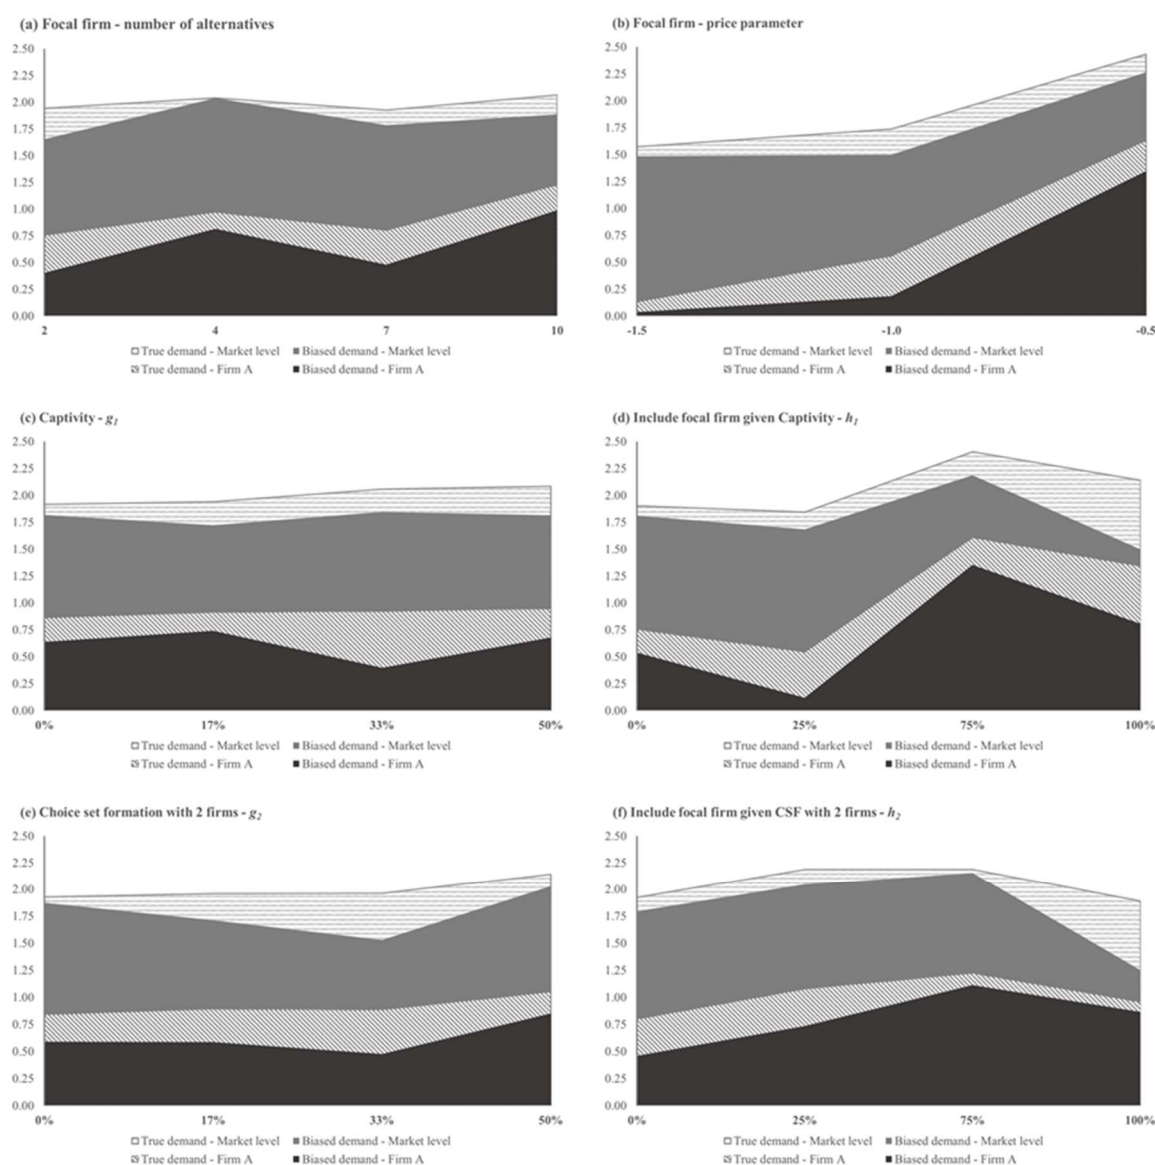 (a) Focal firm - number of alternatives
2.50
2.25
2.00
1.75
1.50
1.25
1.00
0.75
0.50
0.25
0.00
2 4 7 10
True demand - Market level Biased demand - Market level
True demand - Firm A Biased demand - Firm A
(b) Focal firm - price parameter
2.50
2.25
2.00
1.75
1.50
1.25
1.00
0.75
0.50
0.25
0.00
-1.5 -1.0 -0.5
True demand - Market level Biased demand - Market level
True demand - Firm A Biased demand - Firm A
(c) Captivity - g1
2.50
2.25
2.00
1.75
1.50
1.25
1.00
0.75
0.50
0.25
0.00
0% 17% 33% 50%
True demand - Market level Biased demand - Market level
True demand - Firm A Biased demand - Firm A
(d) Include focal firm given Captivity - h1
2.50
2.25
2.00
1.75
1.50
1.25
1.00
0.75
0.50
0.25
0.00
0% 25% 75% 100%
True demand - Market level Biased demand - Market level
True demand - Firm A Biased demand - Firm A
(e) Choice set formation with 2 firms - g2
2.50
2.25
2.00
1.75
1.50
1.25
1.00
0.75
0.50
0.25
0.00
0% 17% 33% 50%
True demand - Market level Biased demand - Market level
True demand - Firm A Biased demand - Firm A
(f) Include focal firm given CSF with 2 firms - h2
2.50
2.25
2.00
1.75
1.50
1.25
1.00
0.75
0.50
0.25
0.00
0% 25% 75% 100%
True demand - Market level Biased demand - Market level
True demand - Firm A Biased demand - Firm A